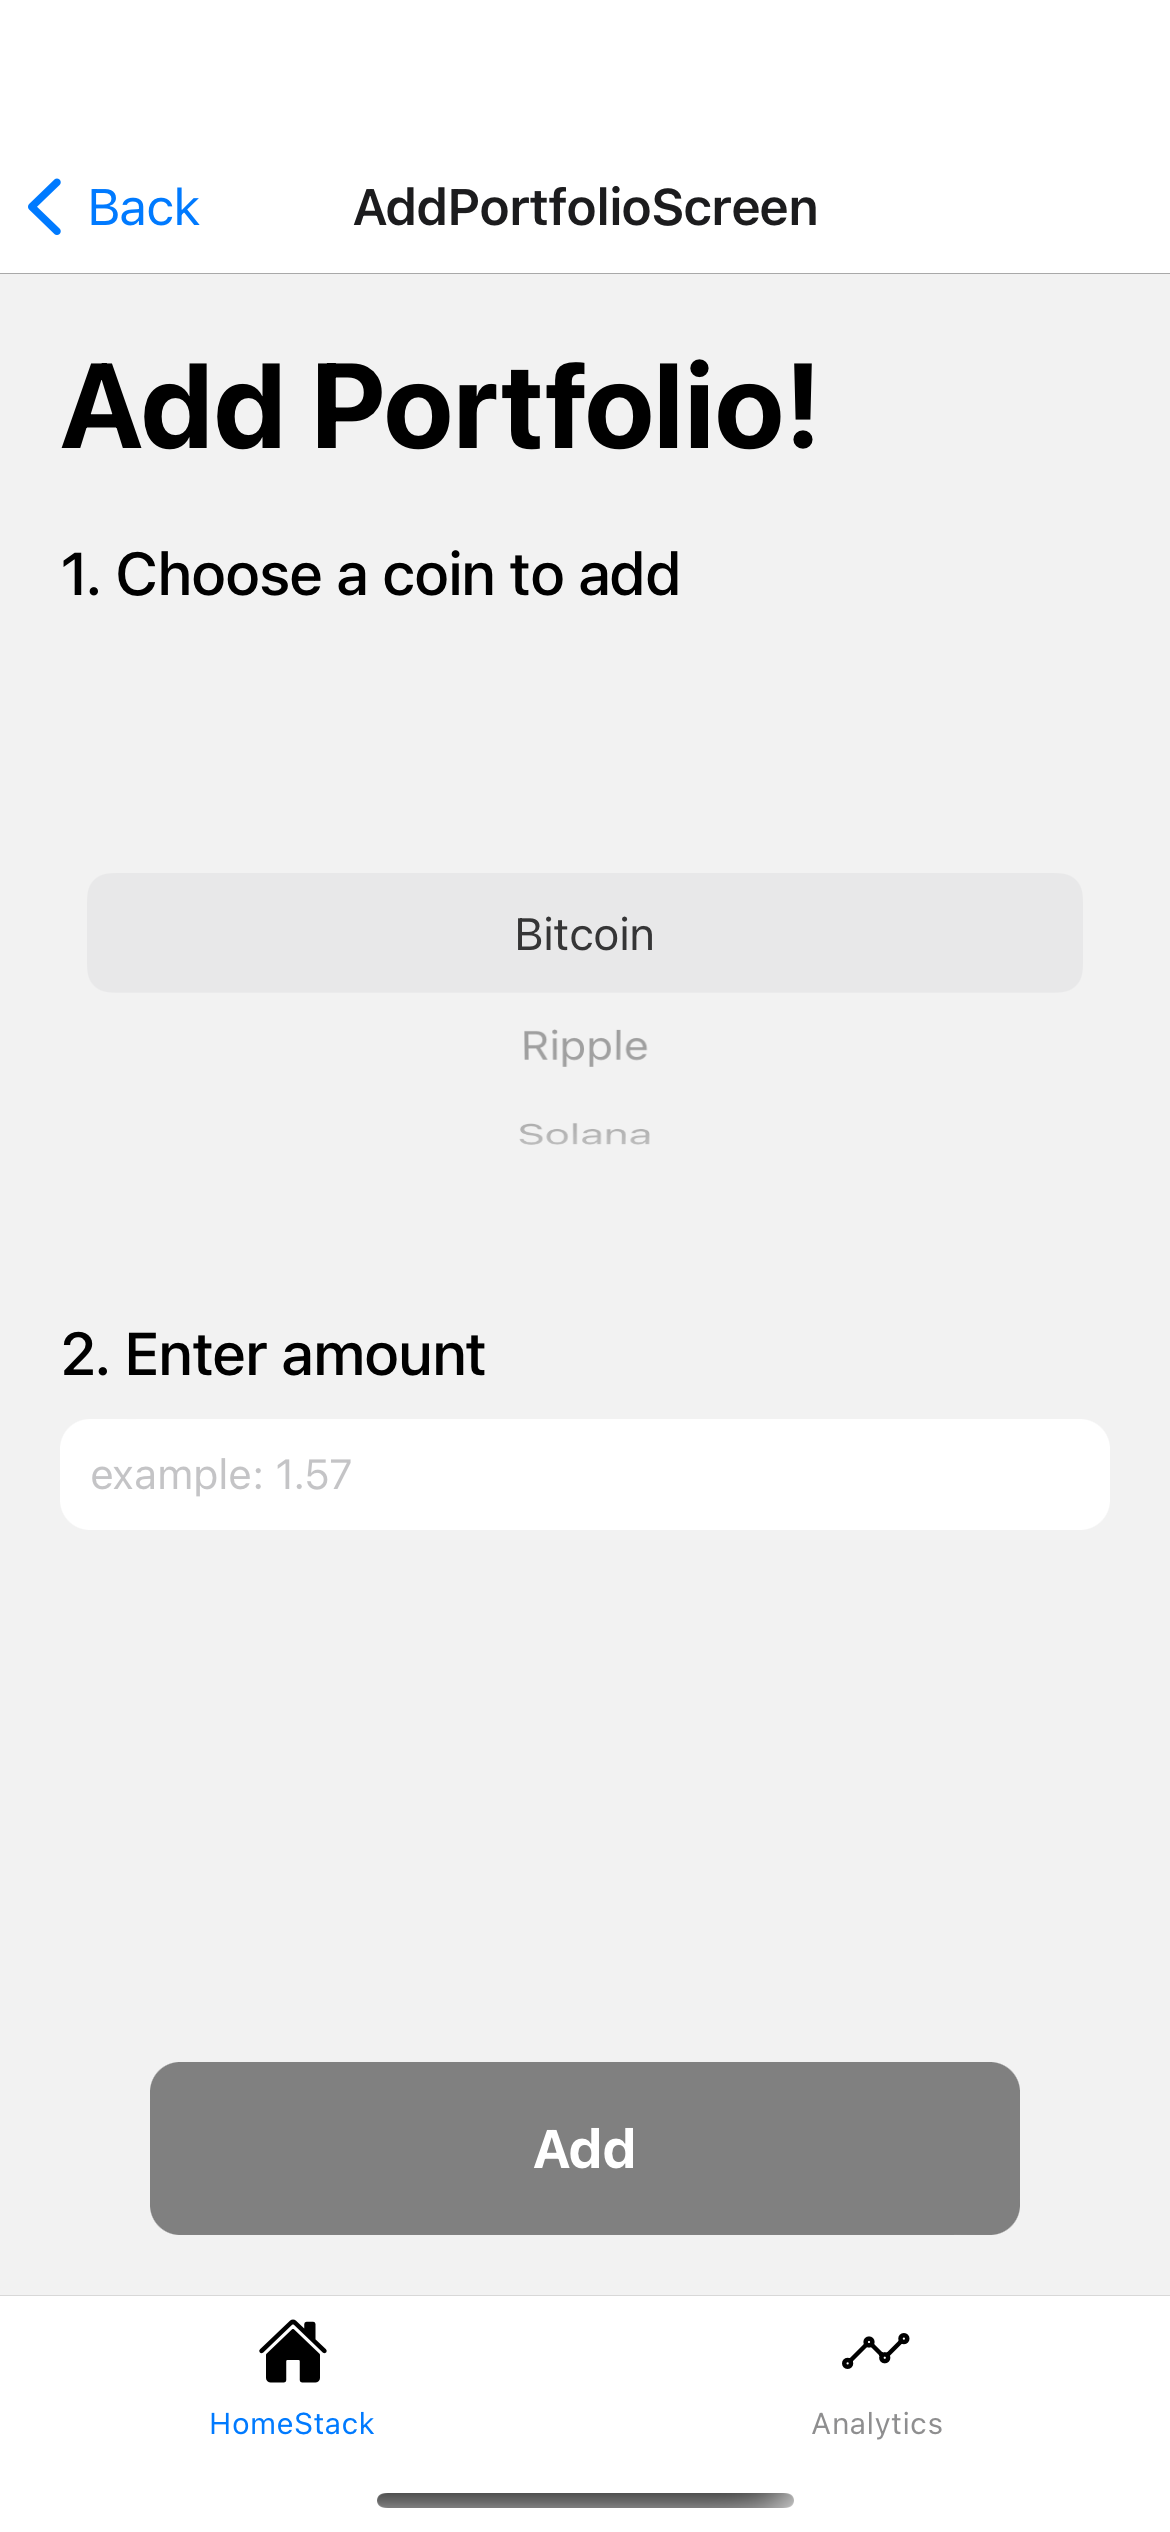 Back
AddPortfolioScreen
Add Portfolio!
1. Choose a coin to add
Bitcoin
Ripple
Solana
2. Enter amount
example: 1.57
Add
HomeStack
Analytics